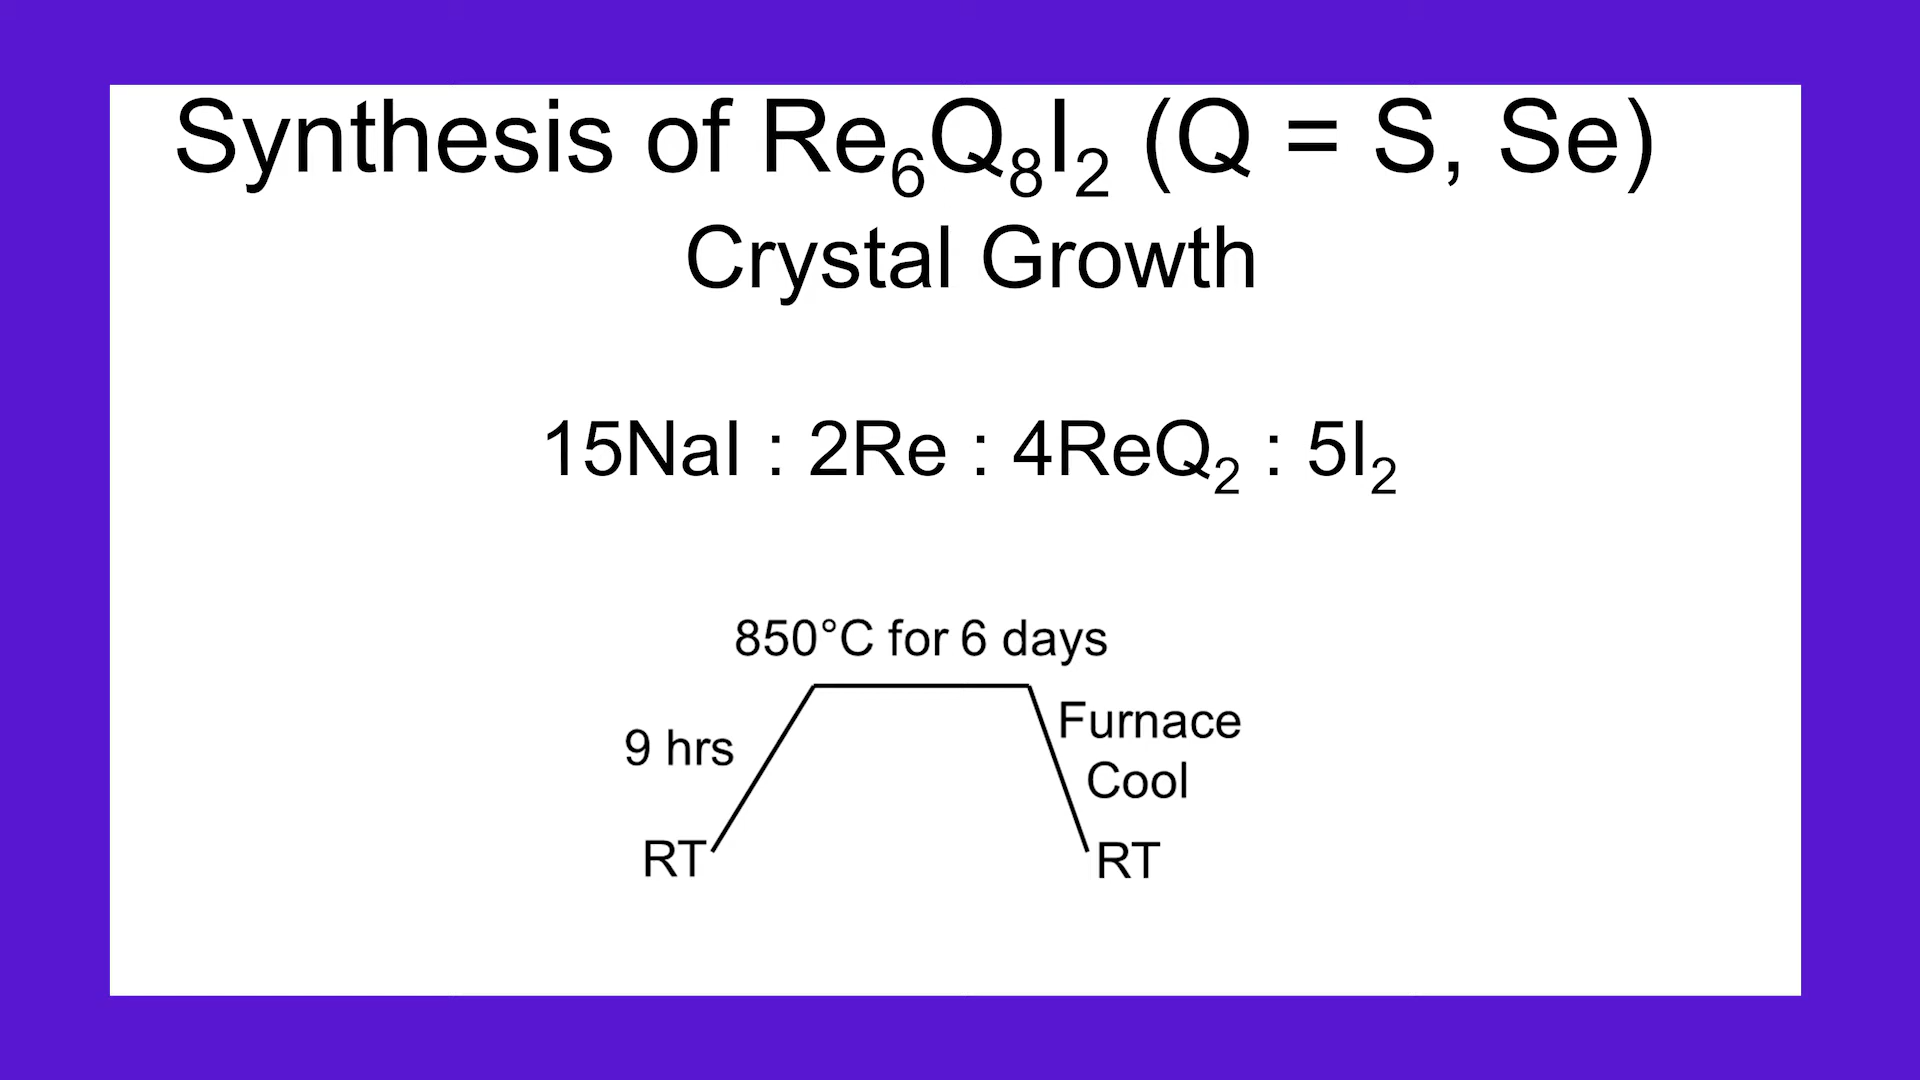 Synthesis of Re₆Q₈I₂ (Q = S, Se)
Crystal Growth
15NaI : 2Re : 4ReQ₂ : 5I₂
850°C for 6 days
9 hrs
Furnace
Cool
RT
RT